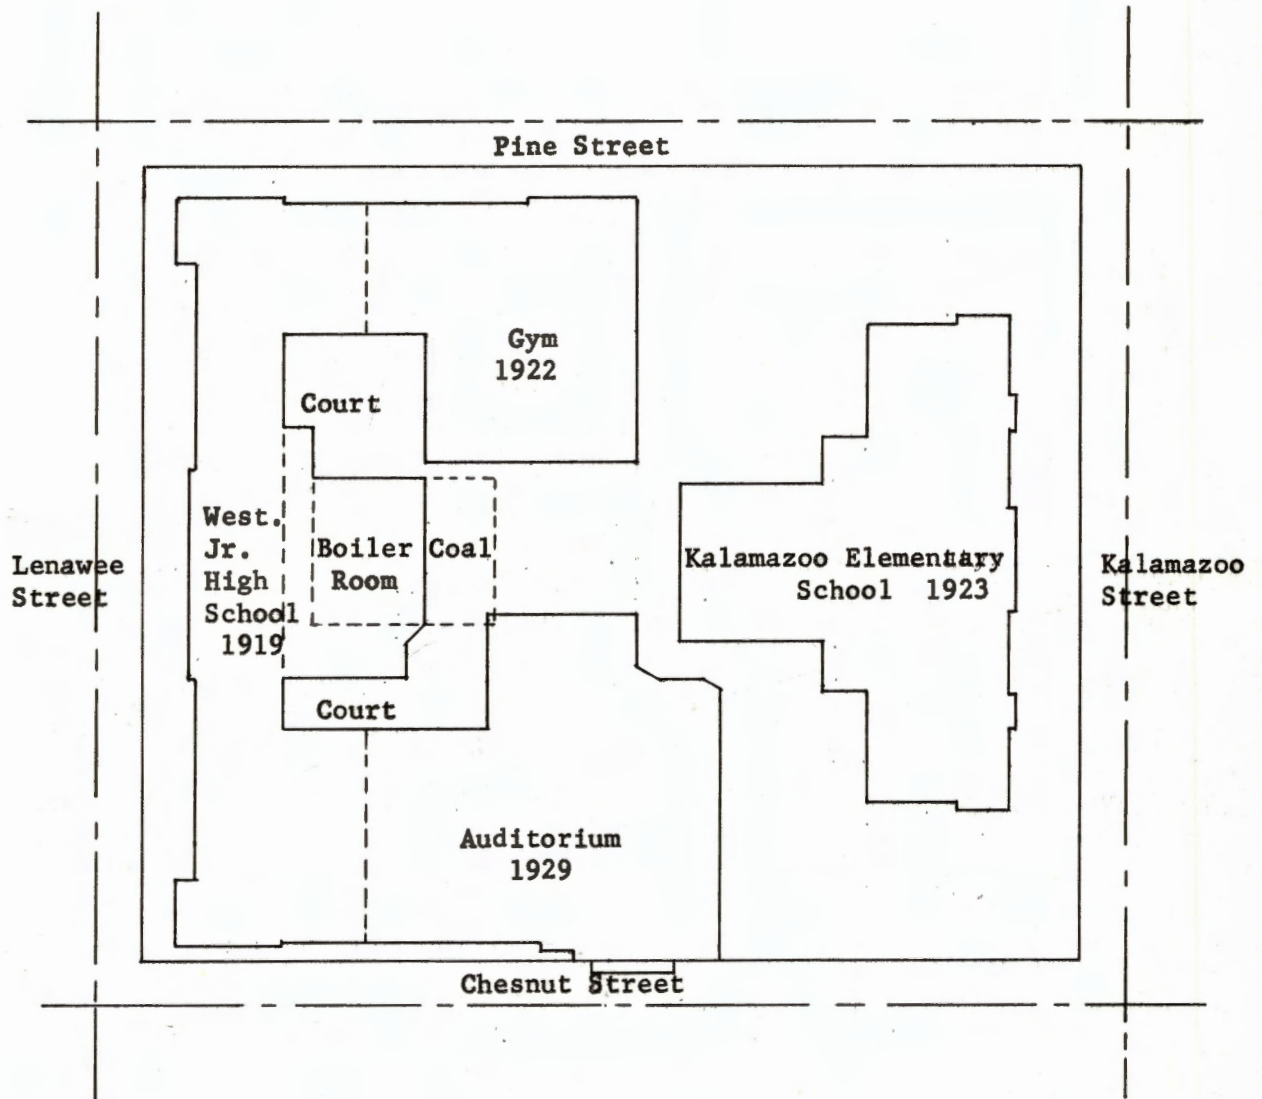 Pine Street
Gym
1922
Court
West.
Jr.
High
School
1919
Boiler
Room
Coal
Lenawee
Street
Kalamazoo Elementary
School 1923
Kalamazoo
Street
Court
Auditorium
1929
Chesnut Street